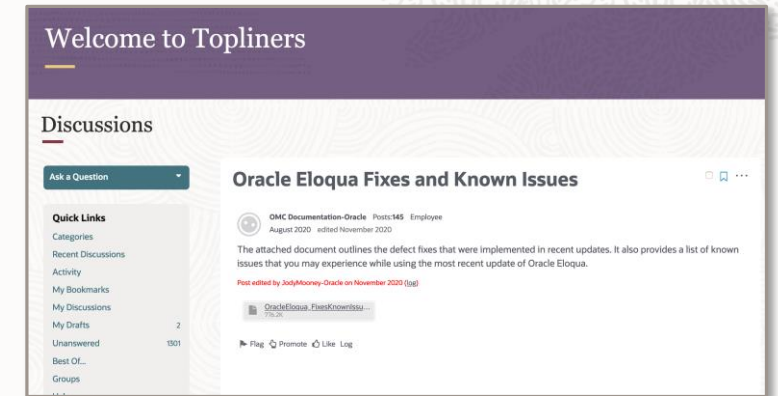 Welcome to Topliners
Discussions
Ask a Question
Quick Links
Categories
Recent Discussions
Activity
My Bookmarks
My Discussions
My Drafts 2
Unanswered 1301
Best Of...
Groups
Oracle Eloqua Fixes and Known Issues
OMC Documentation-Oracle Posts:145 Employee
August 2020 edited November 2020
The attached document outlines the defect fixes that were implemented in recent updates. It also provides a list of known
issues that you may experience while using the most recent update of Oracle Eloqua.
Post edited by JodyMooney-Oracle on November 2020 (log)
OracleEloqua_FixesKnownIssu...
776.2K
Flag Promote Like Log